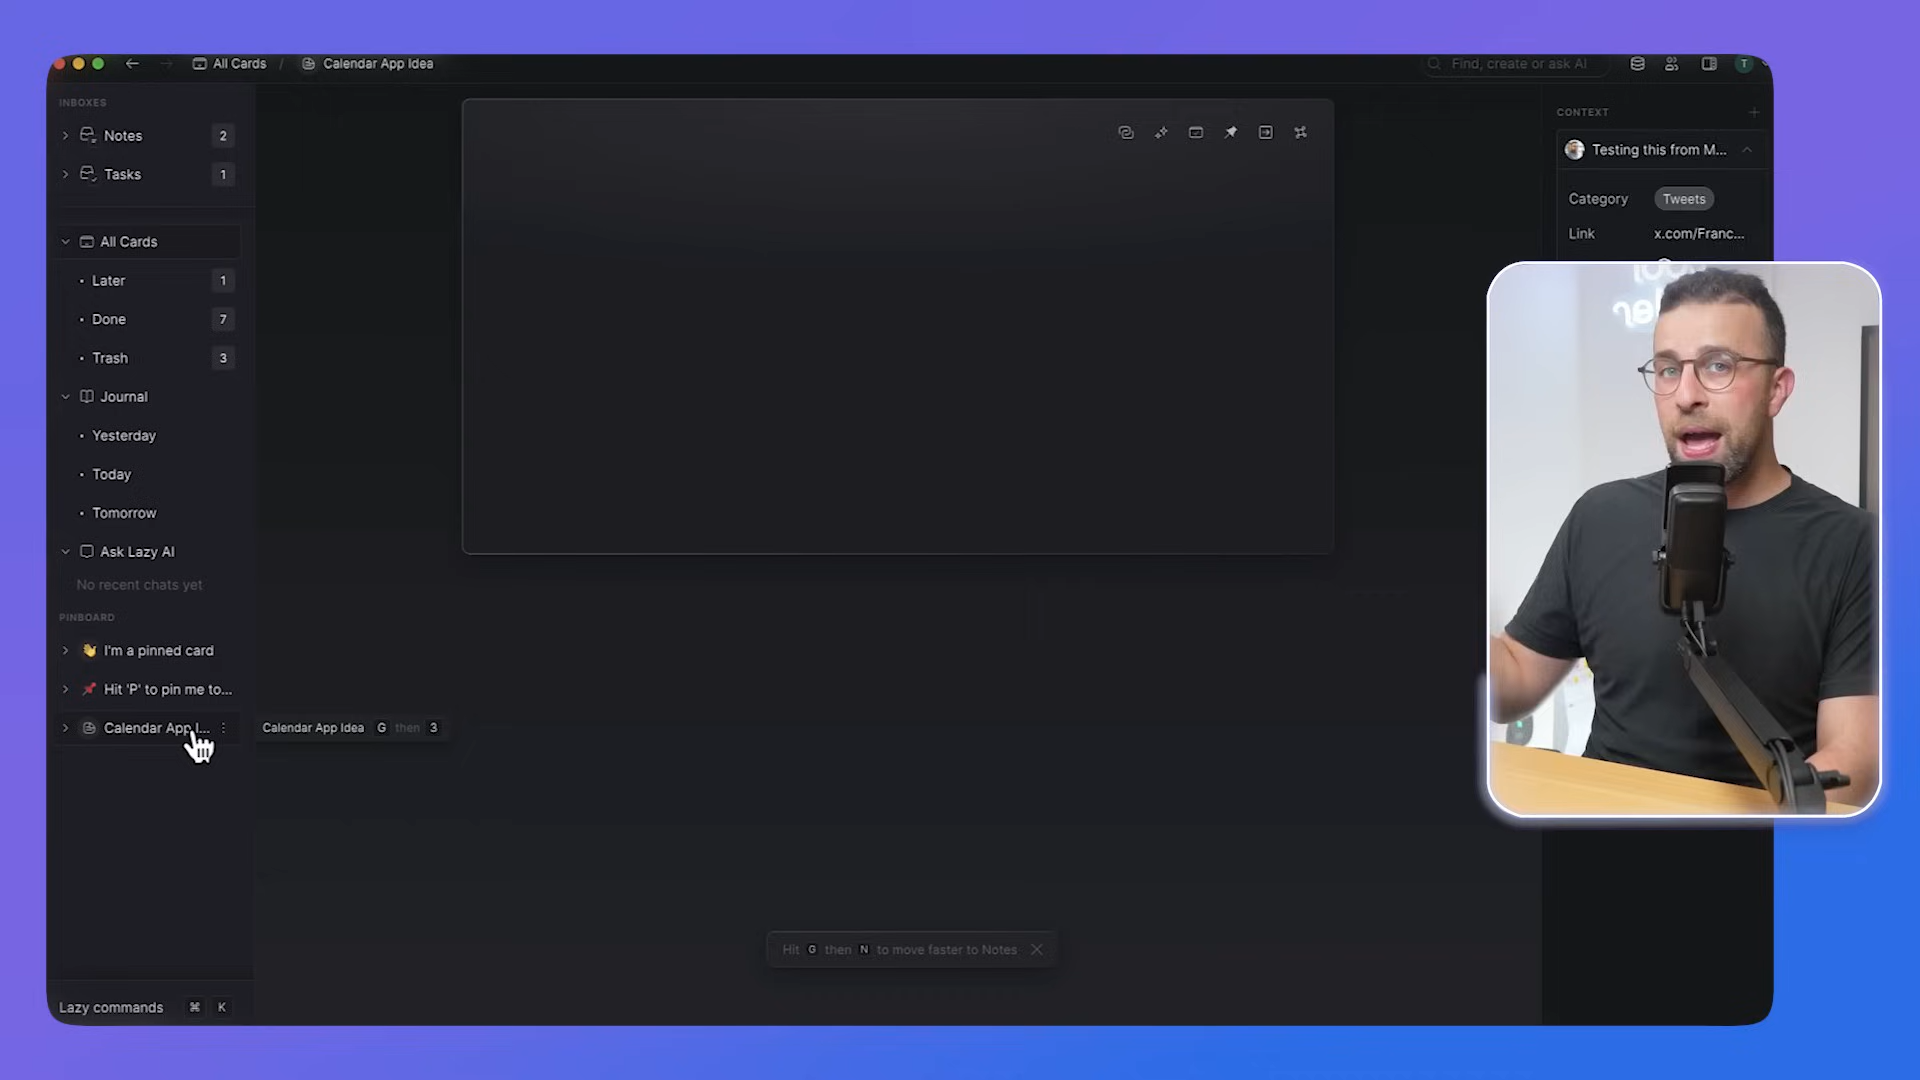 All Cards / Calendar App Idea
Find, create or ask AI
T
INBOXES
Notes 2
Tasks 1
All Cards
Later 1
Done 7
Trash 3
Journal
Yesterday
Today
Tomorrow
Ask Lazy AI
No recent chats yet
PINBOARD
👋 I'm a pinned card
📌 Hit 'P' to pin me to...
Calendar App I...
Calendar App Idea G then 3
Hit G then N to move faster to Notes
Lazy commands ⌘ K
CONTEXT
Testing this from M...
Category Tweets
Link x.com/Franc...